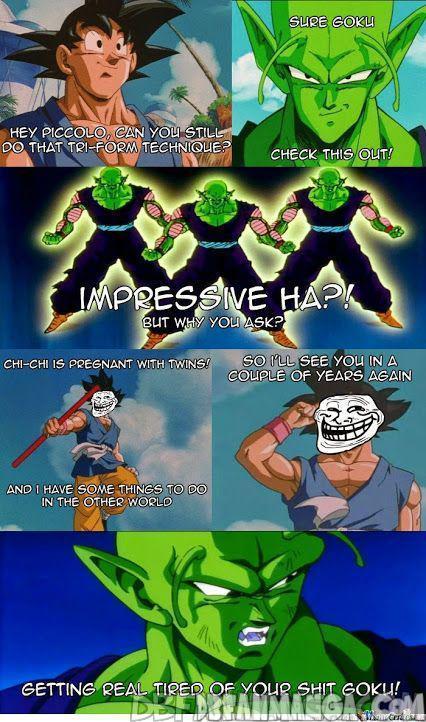 HEY PICCOLO, CAN YOU STILL
DO THAT TRI-FORM TECHNIQUE?
SURE GOKU
CHECK THIS OUT!
IMPRESSIVE HA?!
BUT WHY YOU ASK?
CHI-CHI IS PREGNANT WITH TWINS!
AND I HAVE SOME THINGS TO DO
IN THE OTHER WORLD
SO I'LL SEE YOU IN A
COUPLE OF YEARS AGAIN
GETTING REAL TIRED OF YOUR SHIT GOKU!